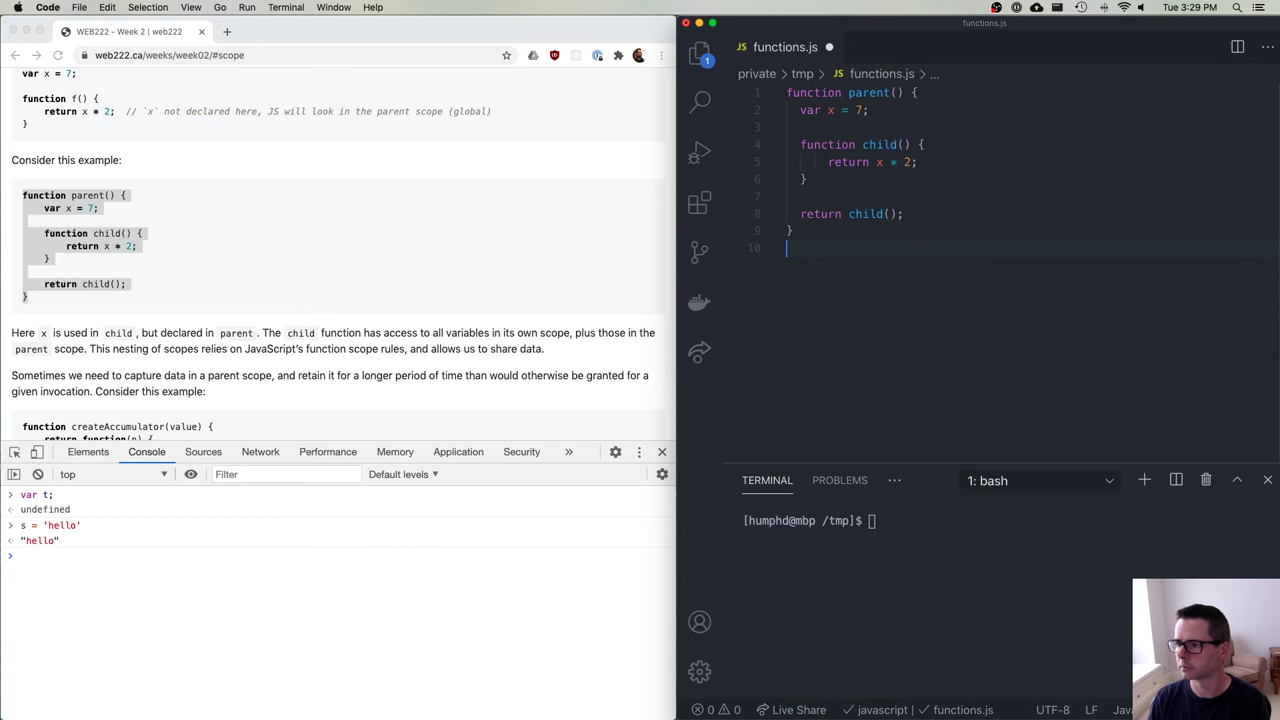 Code File Edit Selection View Go Run Terminal Window Help
Tue 3:29 PM
WEB222 - Week 2 | web222
web222.ca/weeks/week02/#scope
var x = 7;
function f() {
return x * 2; // `x` not declared here, JS will look in the parent scope (global)
}
Consider this example:
function parent() {
var x = 7;
function child() {
return x * 2;
}
return child();
}
Here x is used in child , but declared in parent . The child function has access to all variables in its own scope, plus those in the
parent scope. This nesting of scopes relies on JavaScript's function scope rules, and allows us to share data.
Sometimes we need to capture data in a parent scope, and retain it for a longer period of time than would otherwise be granted for a
given invocation. Consider this example:
function createAccumulator(value) {
return function(n) {
Elements Console Sources Network Performance Memory Application Security »
top Filter Default levels
> var t;
undefined
> s = 'hello'
"hello"
>
functions.js
JS functions.js
private > tmp > JS functions.js > ...
1 function parent() {
2 var x = 7;
3
4 function child() {
5 return x * 2;
6 }
7
8 return child();
9 }
10
1
TERMINAL PROBLEMS ... 1: bash
[humphd@mbp /tmp]$
0 0 Live Share ✓ javascript | ✓ functions.js UTF-8 LF